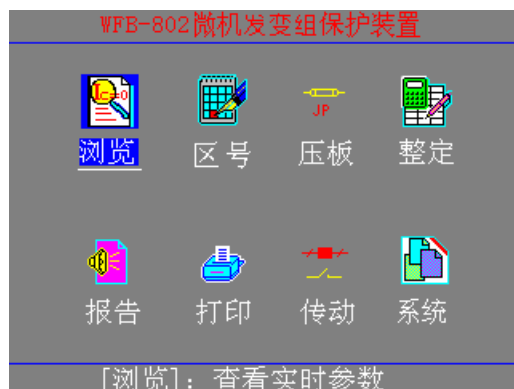 WFB-802微机发变组保护装置
Ic=0
JP
浏览 区号 压板 整定
报告 打印 传动 系统
[浏览]：查看实时参数